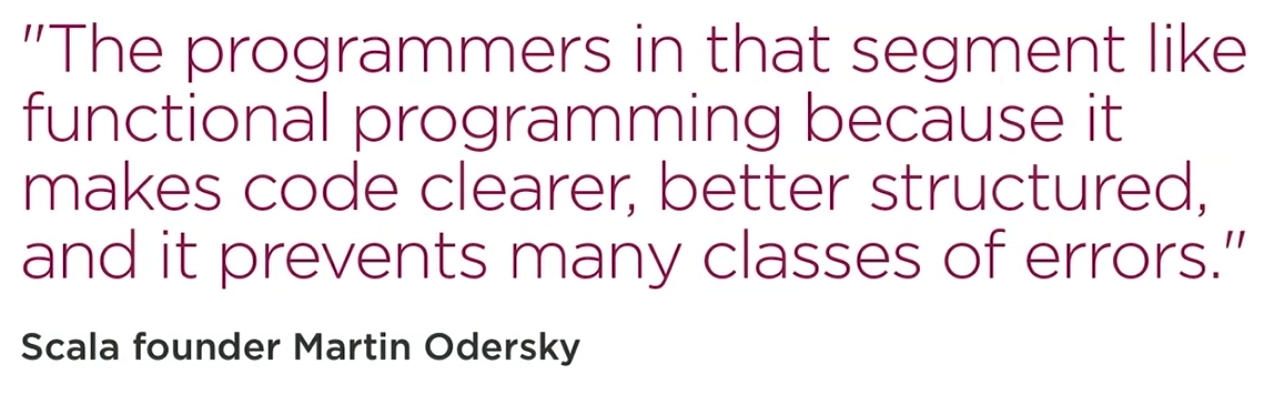 "The programmers in that segment like
functional programming because it
makes code clearer, better structured,
and it prevents many classes of errors."
Scala founder Martin Odersky